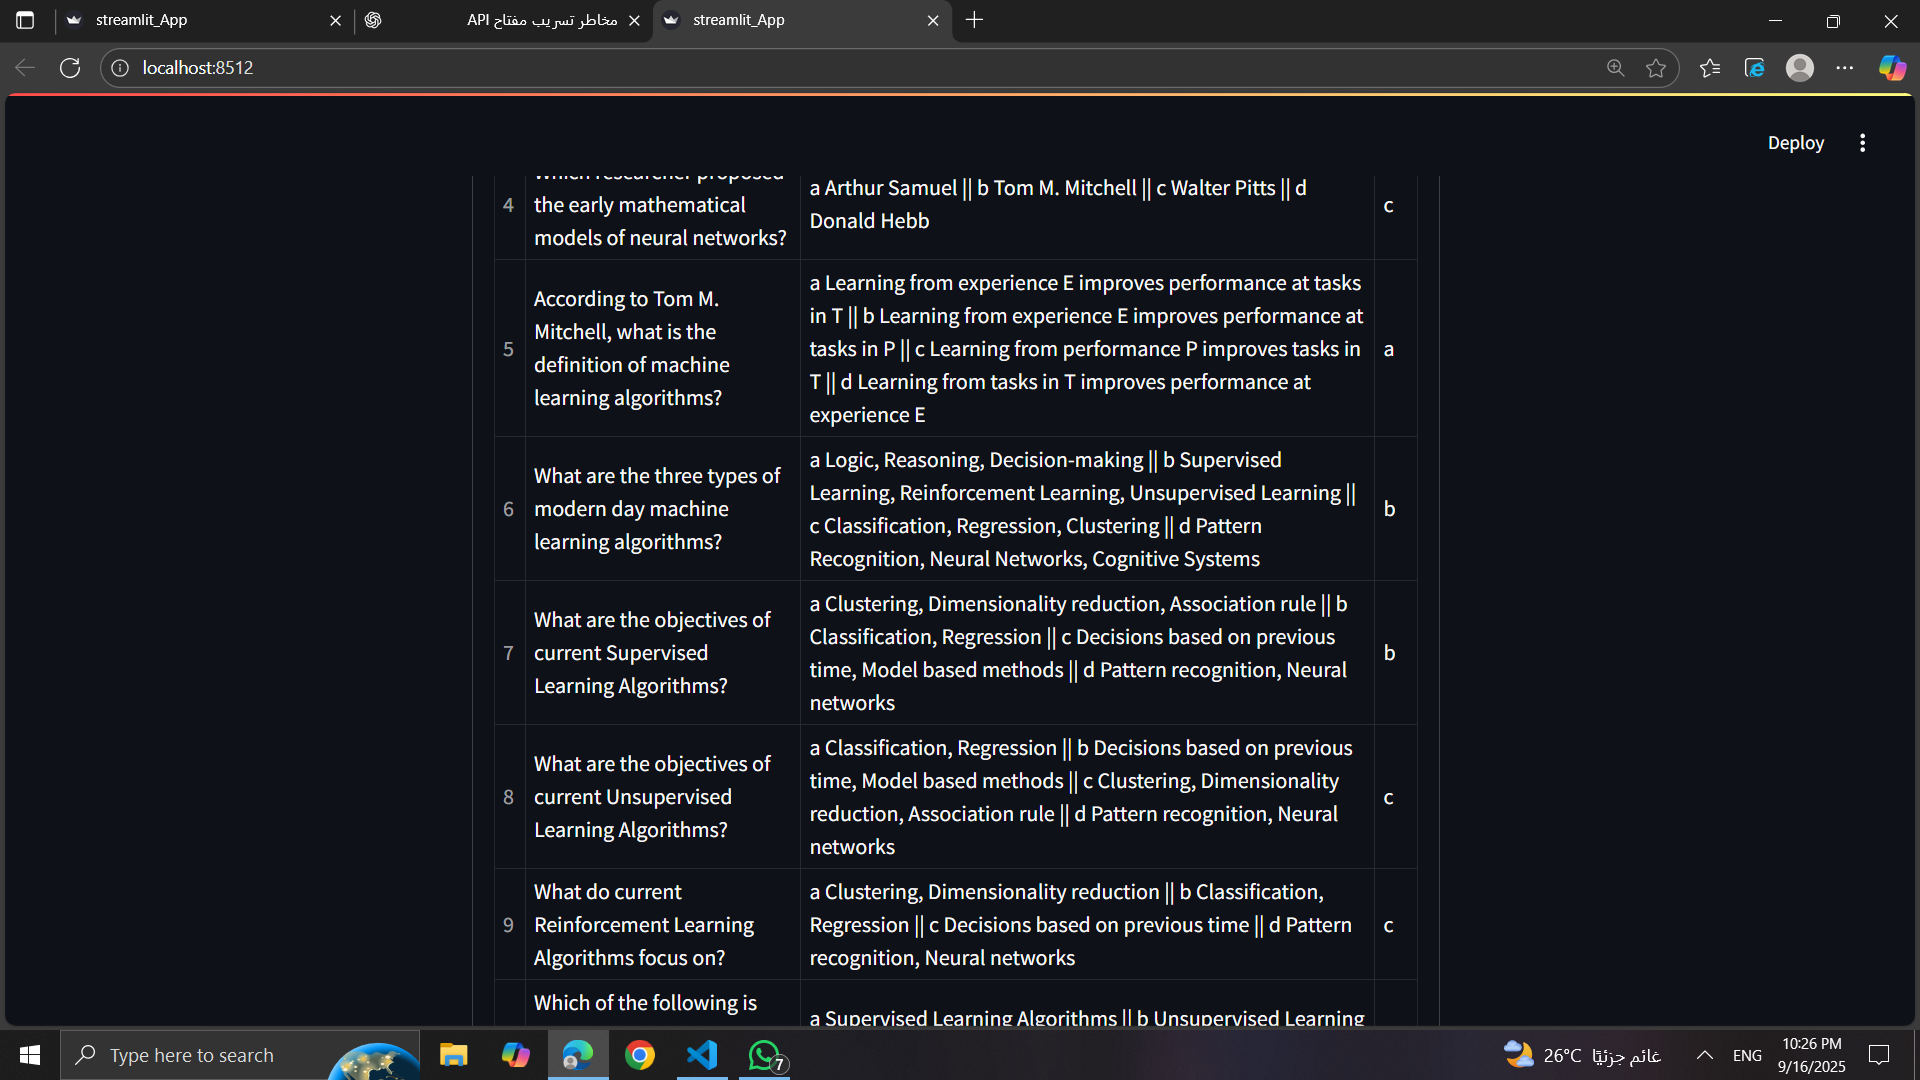 streamlit_App
مخاطر تسريب مفتاح API
streamlit_App
localhost:8512
Deploy
4
Which researcher proposed
the early mathematical
models of neural networks?
a Arthur Samuel || b Tom M. Mitchell || c Walter Pitts || d
Donald Hebb
c
5
According to Tom M.
Mitchell, what is the
definition of machine
learning algorithms?
a Learning from experience E improves performance at tasks
in T || b Learning from experience E improves performance at
tasks in P || c Learning from performance P improves tasks in
T || d Learning from tasks in T improves performance at
experience E
a
6
What are the three types of
modern day machine
learning algorithms?
a Logic, Reasoning, Decision-making || b Supervised
Learning, Reinforcement Learning, Unsupervised Learning ||
c Classification, Regression, Clustering || d Pattern
Recognition, Neural Networks, Cognitive Systems
b
7
What are the objectives of
current Supervised
Learning Algorithms?
a Clustering, Dimensionality reduction, Association rule || b
Classification, Regression || c Decisions based on previous
time, Model based methods || d Pattern recognition, Neural
networks
b
8
What are the objectives of
current Unsupervised
Learning Algorithms?
a Classification, Regression || b Decisions based on previous
time, Model based methods || c Clustering, Dimensionality
reduction, Association rule || d Pattern recognition, Neural
networks
c
9
What do current
Reinforcement Learning
Algorithms focus on?
a Clustering, Dimensionality reduction || b Classification,
Regression || c Decisions based on previous time || d Pattern
recognition, Neural networks
c
Which of the following is
a Supervised Learning Algorithms || b Unsupervised Learning
Type here to search
7
26°C غائم جزئيًا
ENG
10:26 PM
9/16/2025